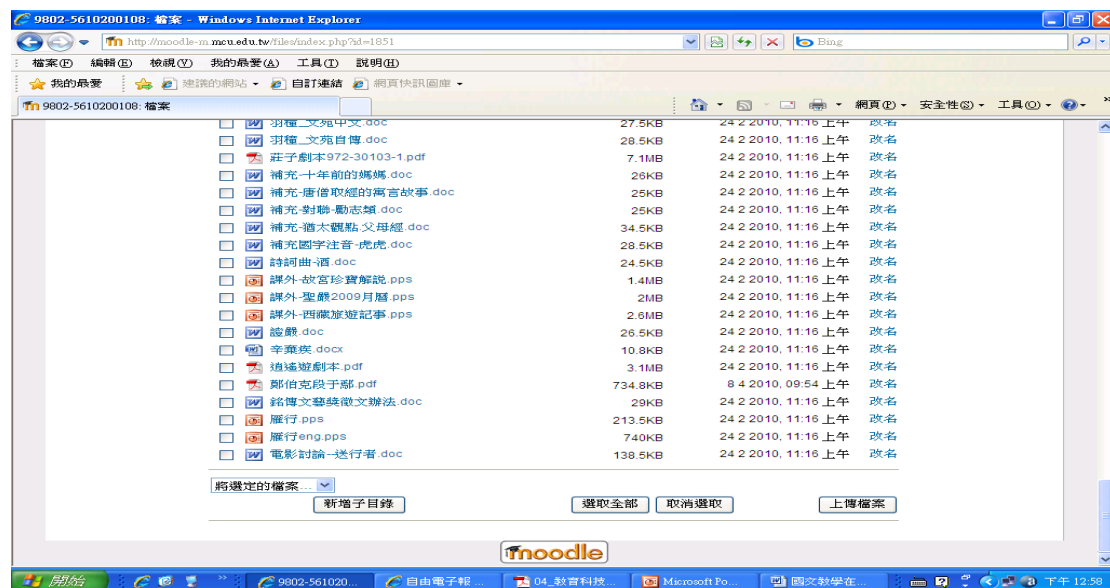 9802-5610200108: 檔案 - Windows Internet Explorer
http://moodle-m.mcu.edu.tw/files/index.php?id=1851
Bing
檔案(F) 編輯(E) 檢視(V) 我的最愛(A) 工具(T) 說明(H)
我的最愛 建議的網站 自訂連結 網頁快訊圖庫
9802-5610200108: 檔案 網頁(P) 安全性(S) 工具(O)
羽穜_文苑中文.doc 27.5KB 24 2 2010, 11:16 上午 改名
羽穜_文苑自傳.doc 28.5KB 24 2 2010, 11:16 上午 改名
莊子劇本972-30103-1.pdf 7.1MB 24 2 2010, 11:16 上午 改名
補充-十年前的媽媽.doc 26KB 24 2 2010, 11:16 上午 改名
補充-唐僧取經的寓言故事.doc 25KB 24 2 2010, 11:16 上午 改名
補充-對聯-勵志類.doc 25KB 24 2 2010, 11:16 上午 改名
補充-猶太觀點.父母經.doc 34.5KB 24 2 2010, 11:16 上午 改名
補充國字注音-虎虎.doc 28.5KB 24 2 2010, 11:16 上午 改名
詩詞曲-酒.doc 24.5KB 24 2 2010, 11:16 上午 改名
課外-故宮珍寶解說.pps 1.4MB 24 2 2010, 11:16 上午 改名
課外-聖嚴2009月曆.pps 2MB 24 2 2010, 11:16 上午 改名
課外-西藏旅遊記事.pps 2.6MB 24 2 2010, 11:16 上午 改名
證嚴.doc 26.5KB 24 2 2010, 11:16 上午 改名
辛棄疾.docx 10.8KB 24 2 2010, 11:16 上午 改名
逍遙遊劇本.pdf 3.1MB 24 2 2010, 11:16 上午 改名
鄭伯克段于鄢.pdf 734.8KB 8 4 2010, 09:54 上午 改名
銘傳文藝獎徵文辦法.doc 29KB 24 2 2010, 11:16 上午 改名
雁行.pps 213.5KB 24 2 2010, 11:16 上午 改名
雁行eng.pps 740KB 24 2 2010, 11:16 上午 改名
電影討論--送行者.doc 138.5KB 24 2 2010, 11:16 上午 改名
將選定的檔案...
新增子目錄 選取全部 取消選取 上傳檔案
moodle
開始 9802-561020... 自由電子報 ... 04_教育科技... Microsoft Po... 國文教學在... 下午 12:58